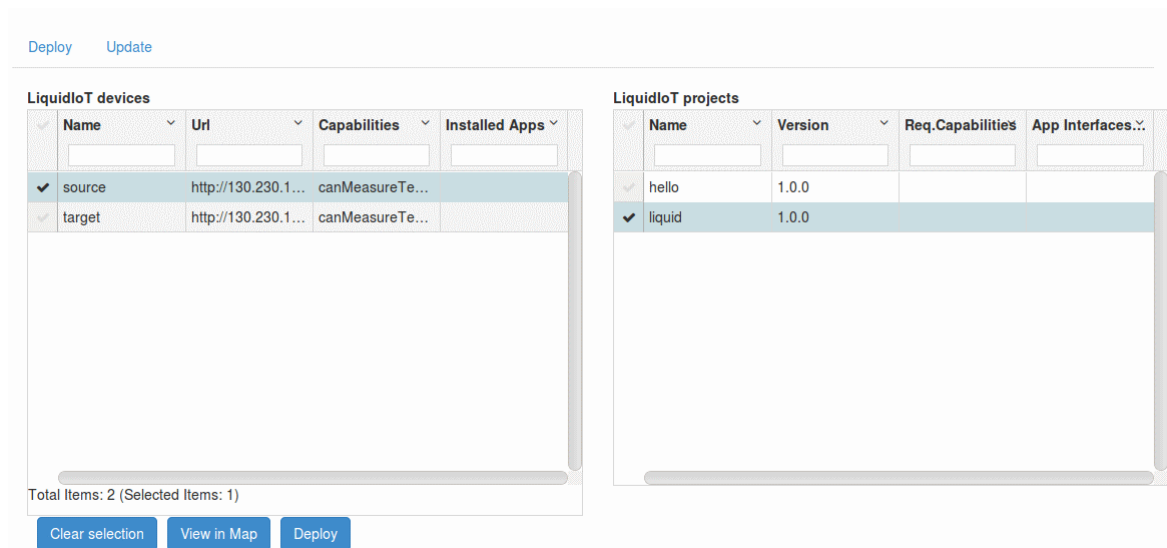 Deploy Update
LiquidIoT devices
Name Url Capabilities Installed Apps
source http://130.230.1... canMeasureTe...
target http://130.230.1... canMeasureTe...
Total Items: 2 (Selected Items: 1)
Clear selection View in Map Deploy
LiquidIoT projects
Name Version Req.Capabilities App Interfaces...
hello 1.0.0
liquid 1.0.0